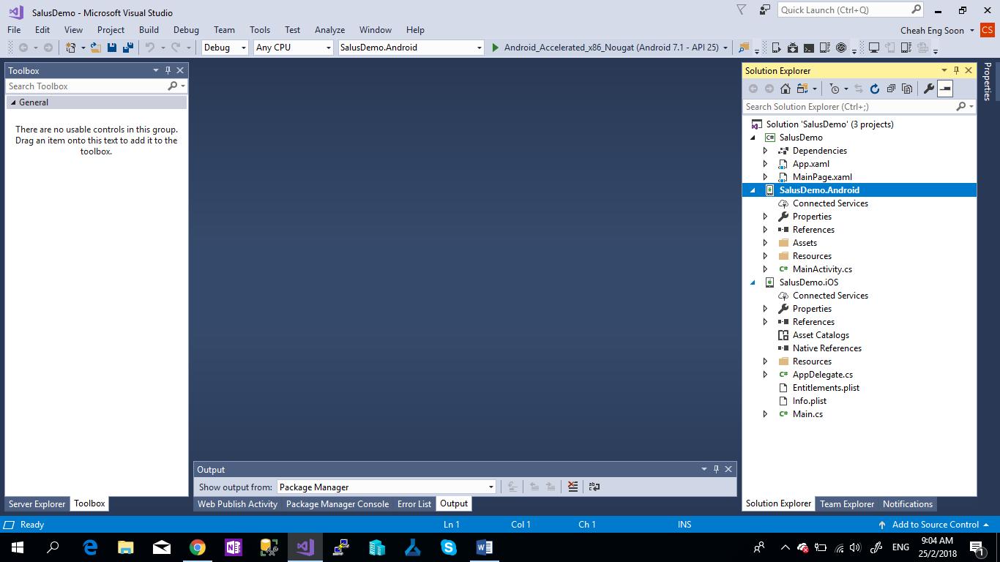 SalusDemo - Microsoft Visual Studio
Quick Launch (Ctrl+Q)
File Edit View Project Build Debug Team Tools Test Analyze Window Help
Cheah Eng Soon
CS
Debug
Any CPU
SalusDemo.Android
Android_Accelerated_x86_Nougat (Android 7.1 - API 25)
Toolbox
Search Toolbox
General
There are no usable controls in this group.
Drag an item onto this text to add it to the
toolbox.
Server Explorer
Toolbox
Output
Show output from:
Package Manager
Web Publish Activity
Package Manager Console
Error List
Output
Solution Explorer
Search Solution Explorer (Ctrl+;)
Solution 'SalusDemo' (3 projects)
C# SalusDemo
Dependencies
App.xaml
MainPage.xaml
SalusDemo.Android
Connected Services
Properties
References
Assets
Resources
C# MainActivity.cs
SalusDemo.iOS
Connected Services
Properties
References
Asset Catalogs
Native References
Resources
C# AppDelegate.cs
Entitlements.plist
Info.plist
C# Main.cs
Solution Explorer
Team Explorer
Notifications
Properties
Ready
Ln 1
Col 1
Ch 1
INS
Add to Source Control
ENG
9:04 AM
25/2/2018
1